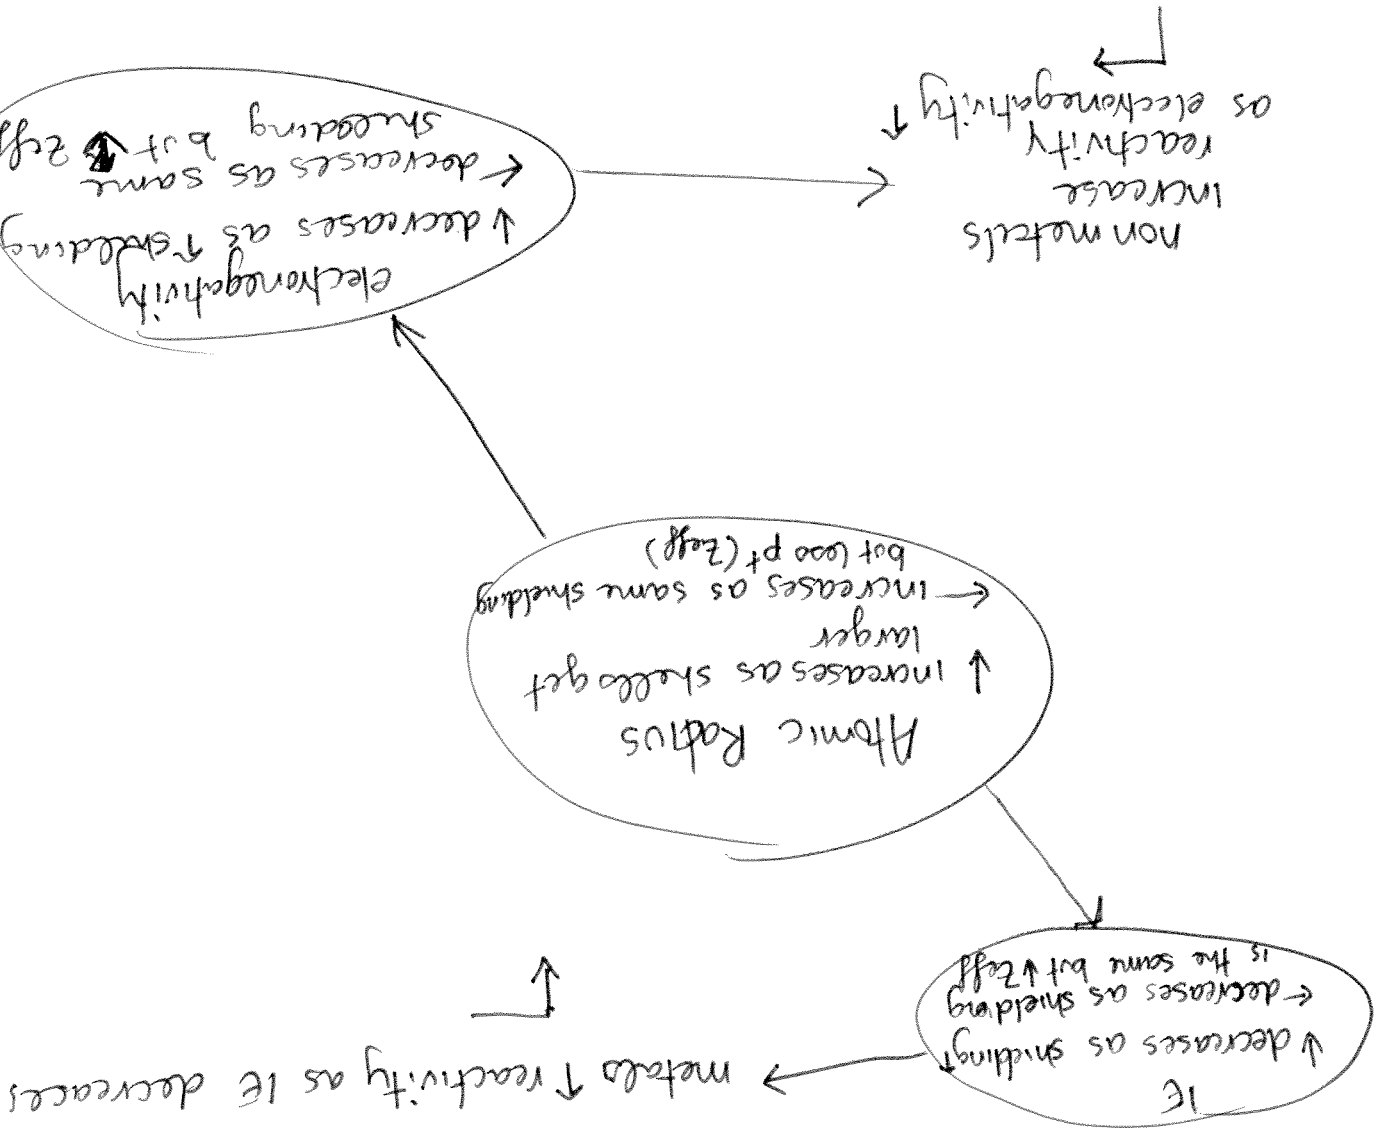 IE
↓ decreases as shielding↑
← decreases as shielding
is the same but ↓Zeff
metals ↑ reactivity as IE decreases
Atomic Radius
↓ increases as shells get
larger
← increases as same shielding
but less p+ (Zeff)
electronegativity
↓ decreases as ↑ shielding
← decreases as same
shielding but ↓ Zeff
nonmetals
increase
reactivity
as electronegativity ↑